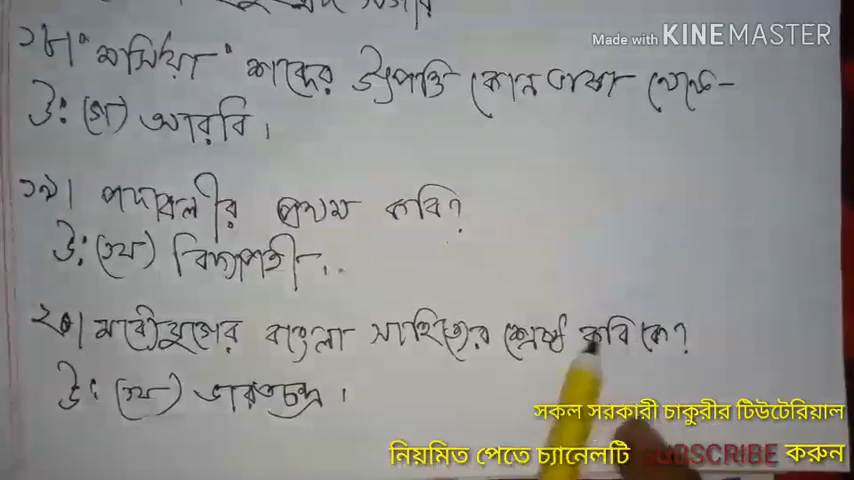 Made with KINEMASTER
১৮। "মর্সিয়া" শব্দের উৎপত্তি কোন ভাষা থেকে-
উ: (গ) আরবি।
১৯। পদাবলীর প্রথম কবি?
উ: (খ) বিদ্যাপতী..
২০। মধ্যেযুগের বাংলা সাহিত্যের শ্রেষ্ঠ কবি কে?
উ: (খ) ভারতচন্দ্র।
সকল সরকারী চাকুরীর টিউটেরিয়াল
নিয়মিত পেতে চ্যানেলটি SUBSCRIBE করুন